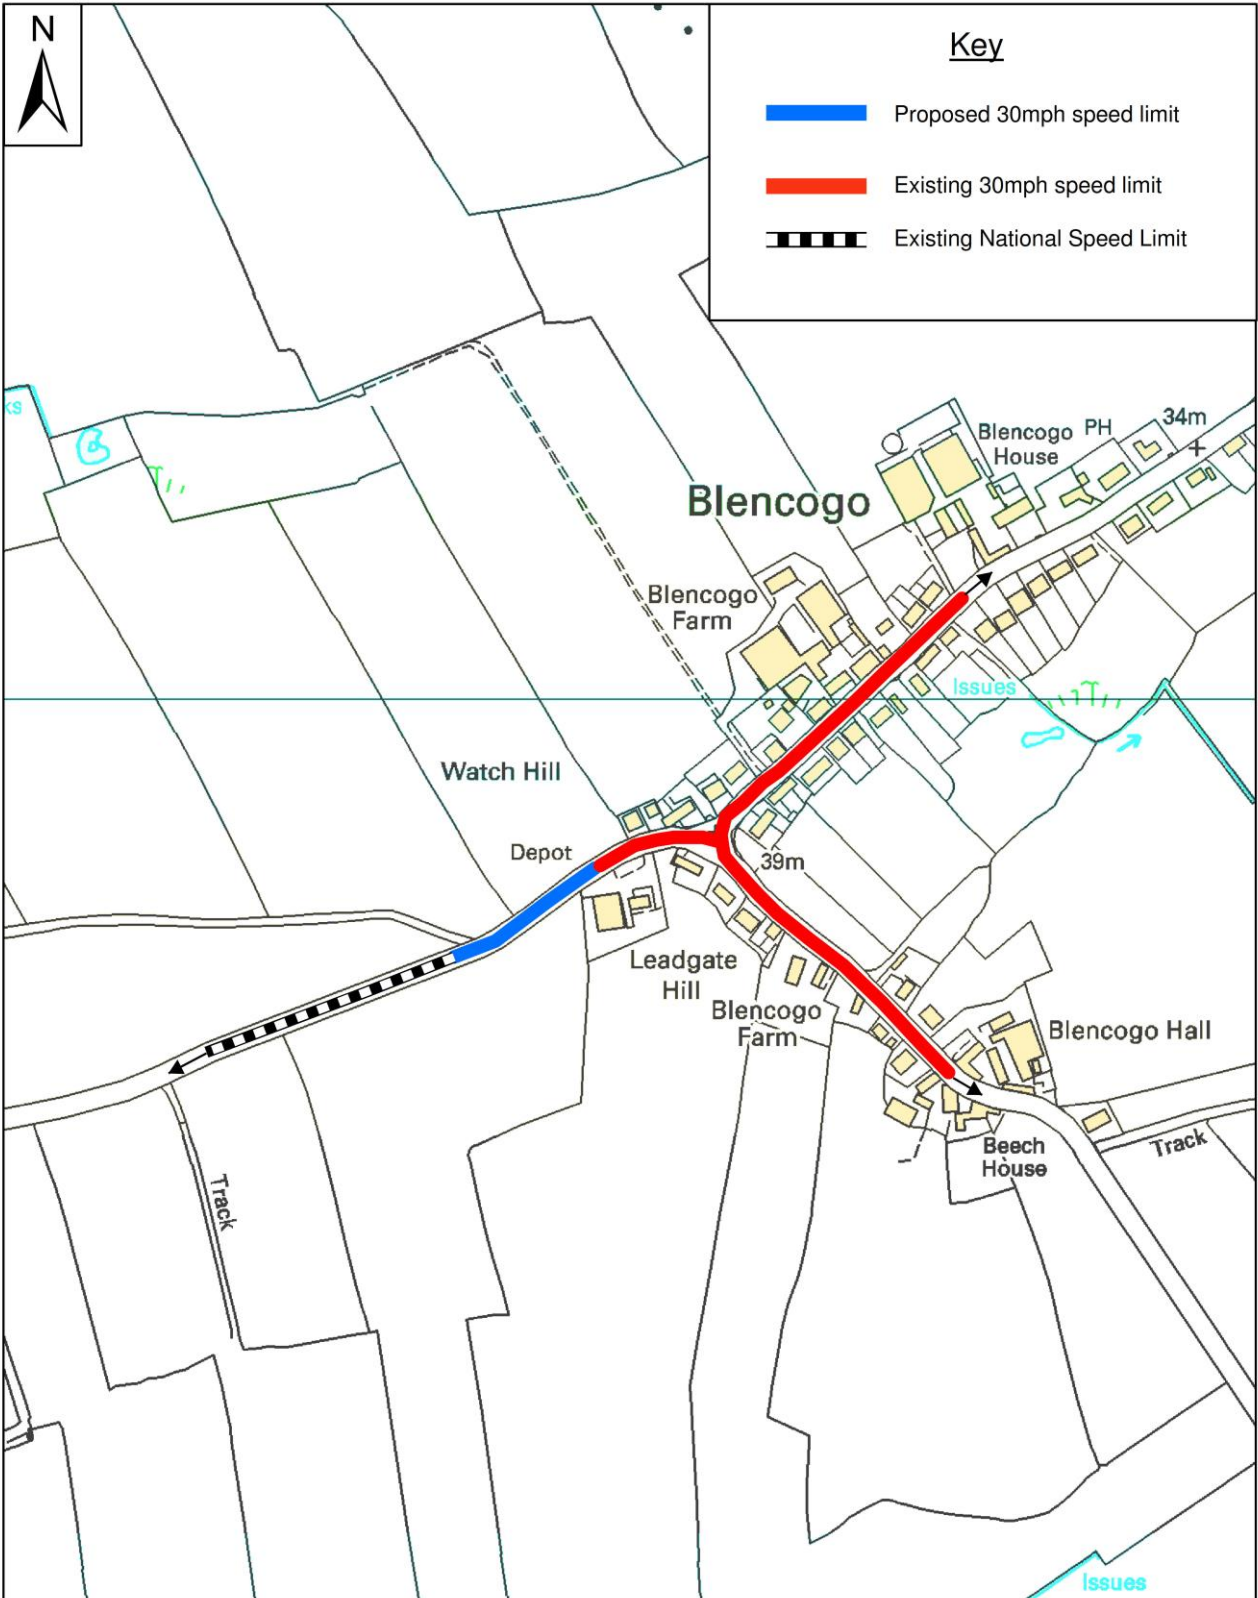 N
Key
Proposed 30mph speed limit
Existing 30mph speed limit
Existing National Speed Limit
ks
Blencogo
House
PH
34m
Blencogo
Blencogo
Farm
Issues
Watch Hill
Depot
39m
Leadgate
Hill
Blencogo
Farm
Blencogo Hall
Beech
House
Track
Track
Issues